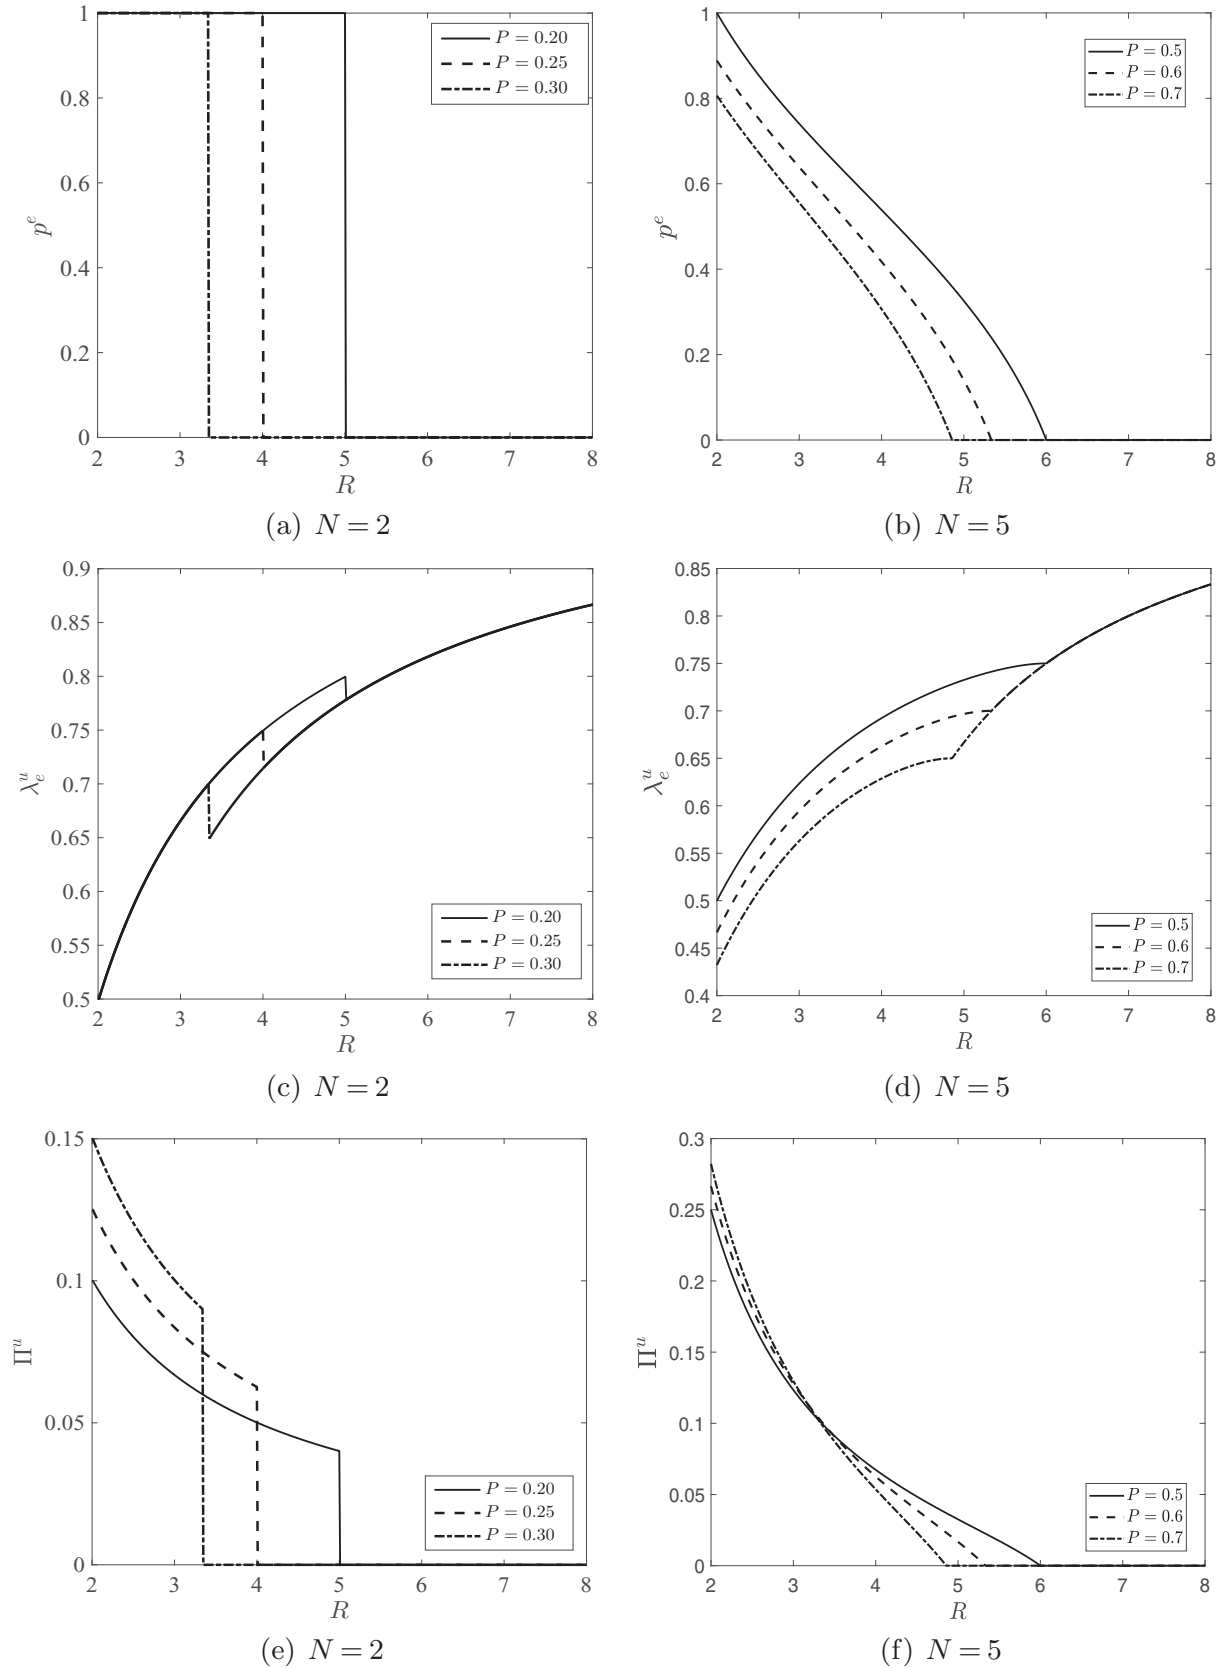 1
0.8
0.6
0.4
0.2
0
2 3 4 5 6 7 8
R
p^e
P = 0.20
P = 0.25
P = 0.30
(a) N = 2
1
0.8
0.6
0.4
0.2
0
2 3 4 5 6 7 8
R
p^e
P = 0.5
P = 0.6
P = 0.7
(b) N = 5
0.9
0.85
0.8
0.75
0.7
0.65
0.6
0.55
0.5
2 3 4 5 6 7 8
R
λ_e^u
P = 0.20
P = 0.25
P = 0.30
(c) N = 2
0.85
0.8
0.75
0.7
0.65
0.6
0.55
0.5
0.45
0.4
2 3 4 5 6 7 8
R
λ_e^u
P = 0.5
P = 0.6
P = 0.7
(d) N = 5
0.15
0.1
0.05
0
2 3 4 5 6 7 8
R
Π^u
P = 0.20
P = 0.25
P = 0.30
(e) N = 2
0.3
0.25
0.2
0.15
0.1
0.05
0
2 3 4 5 6 7 8
R
Π^u
P = 0.5
P = 0.6
P = 0.7
(f) N = 5